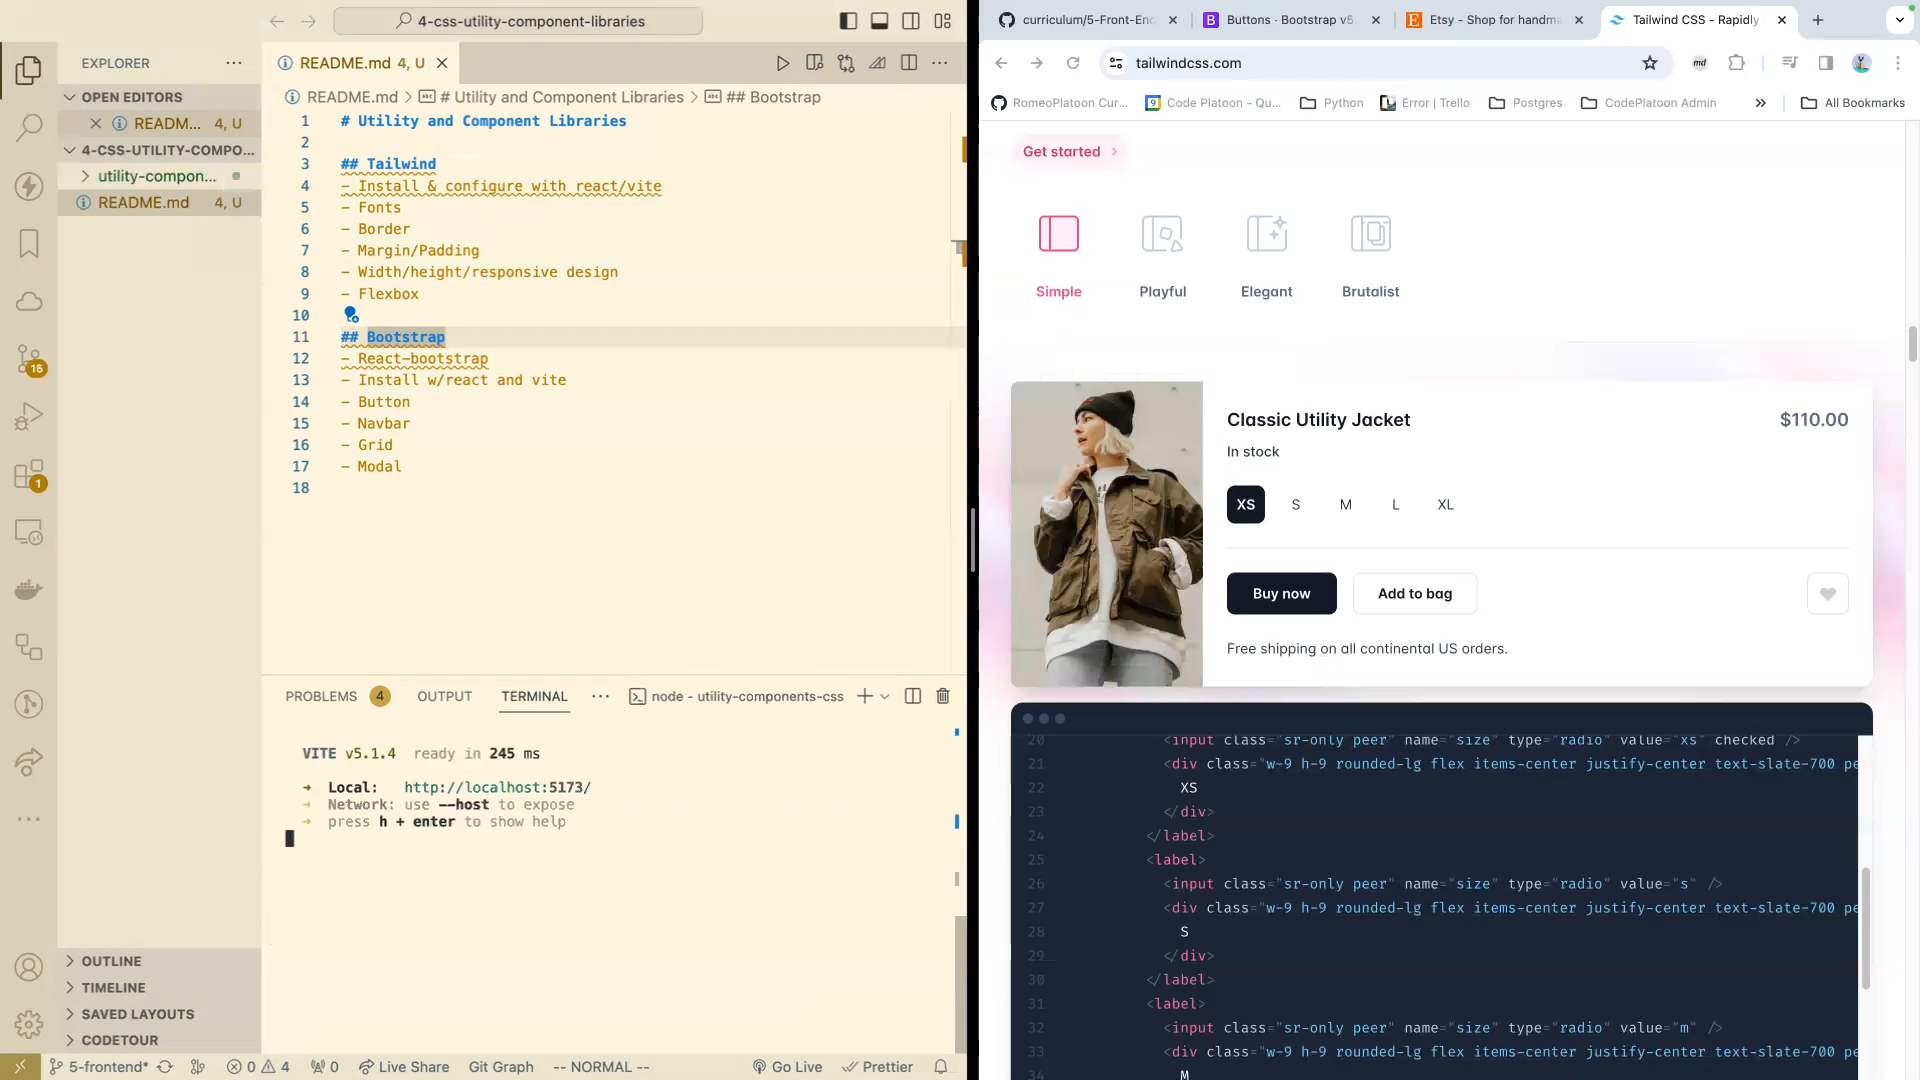 4-css-utility-component-libraries
EXPLORER
OPEN EDITORS
READM... 4, U
4-CSS-UTILITY-COMPO...
utility-compon...
README.md 4, U
15
1
OUTLINE
TIMELINE
SAVED LAYOUTS
CODETOUR
README.md 4, U
README.md > # Utility and Component Libraries > ## Bootstrap
1 # Utility and Component Libraries
2
3 ## Tailwind
4 - Install & configure with react/vite
5 - Fonts
6 - Border
7 - Margin/Padding
8 - Width/height/responsive design
9 - Flexbox
10
11 ## Bootstrap
12 - React-bootstrap
13 - Install w/react and vite
14 - Button
15 - Navbar
16 - Grid
17 - Modal
18
PROBLEMS 4 OUTPUT TERMINAL node - utility-components-css
VITE v5.1.4 ready in 245 ms
➜ Local: http://localhost:5173/
➜ Network: use --host to expose
➜ press h + enter to show help
5-frontend* 0 4 0 Live Share Git Graph -- NORMAL -- Go Live Prettier
curriculum/5-Front-End
Buttons · Bootstrap v5
Etsy - Shop for handma
Tailwind CSS - Rapidly
tailwindcss.com
md
RomeoPlatoon Cur... Code Platoon - Qu... Python Error | Trello Postgres CodePlatoon Admin » All Bookmarks
Get started
Simple Playful Elegant Brutalist
Classic Utility Jacket $110.00
In stock
XS S M L XL
Buy now Add to bag
Free shipping on all continental US orders.
20 <input class="sr-only peer" name="size" type="radio" value="xs" checked />
21 <div class="w-9 h-9 rounded-lg flex items-center justify-center text-slate-700 pe
22 XS
23 </div>
24 </label>
25 <label>
26 <input class="sr-only peer" name="size" type="radio" value="s" />
27 <div class="w-9 h-9 rounded-lg flex items-center justify-center text-slate-700 pe
28 S
29 </div>
30 </label>
31 <label>
32 <input class="sr-only peer" name="size" type="radio" value="m" />
33 <div class="w-9 h-9 rounded-lg flex items-center justify-center text-slate-700 pe
34 M